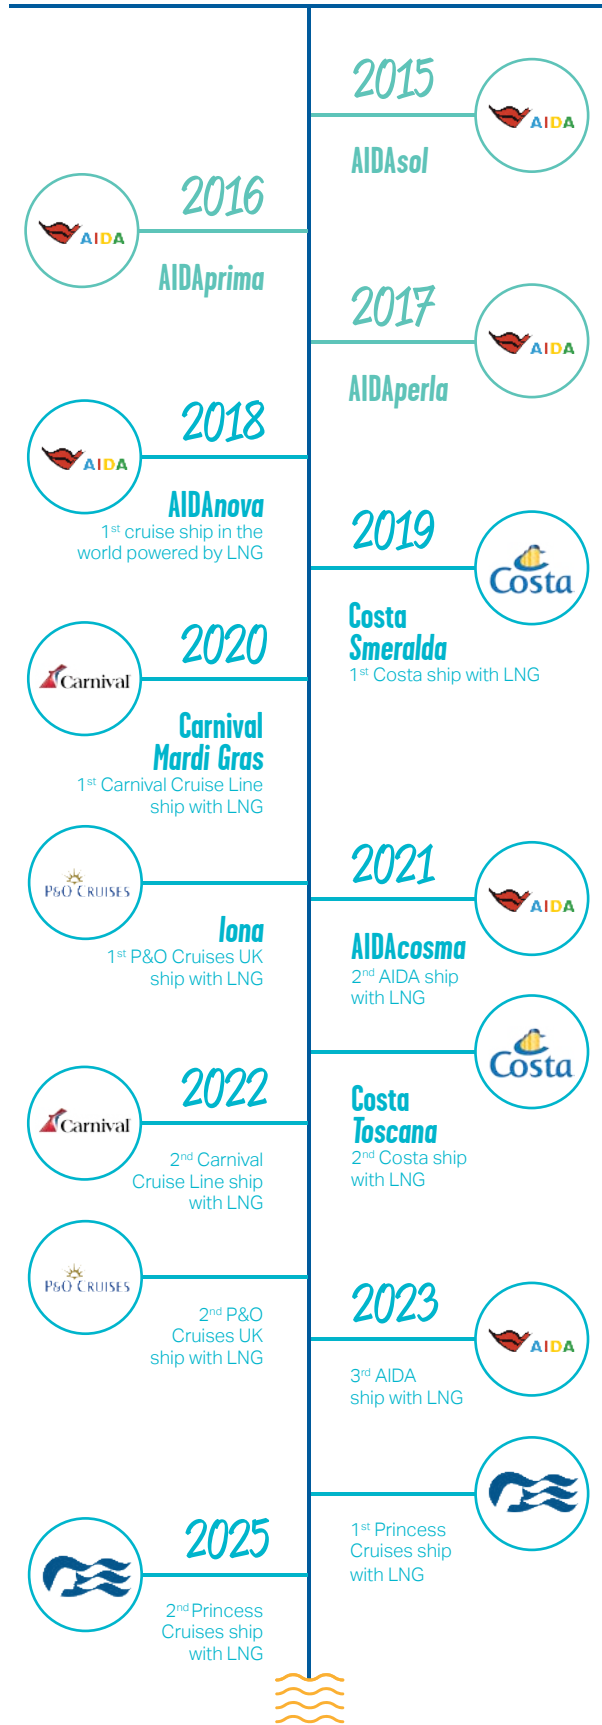 2015
AIDA
AIDAsol
2016
AIDA
AIDAprima
2017
AIDA
AIDAperla
2018
AIDA
AIDAnova
1st cruise ship in the
world powered by LNG
2019
Costa
Costa
Smeralda
1st Costa ship with LNG
2020
Carnival
Carnival
Mardi Gras
1st Carnival Cruise Line
ship with LNG
P&O CRUISES
Iona
1st P&O Cruises UK
ship with LNG
2021
AIDA
AIDAcosma
2nd AIDA ship
with LNG
Costa
Costa
Toscana
2nd Costa ship
with LNG
2022
Carnival
2nd Carnival
Cruise Line ship
with LNG
P&O CRUISES
2nd P&O
Cruises UK
ship with LNG
2023
AIDA
3rd AIDA
ship with LNG
1st Princess
Cruises ship
with LNG
2025
2nd Princess
Cruises ship
with LNG